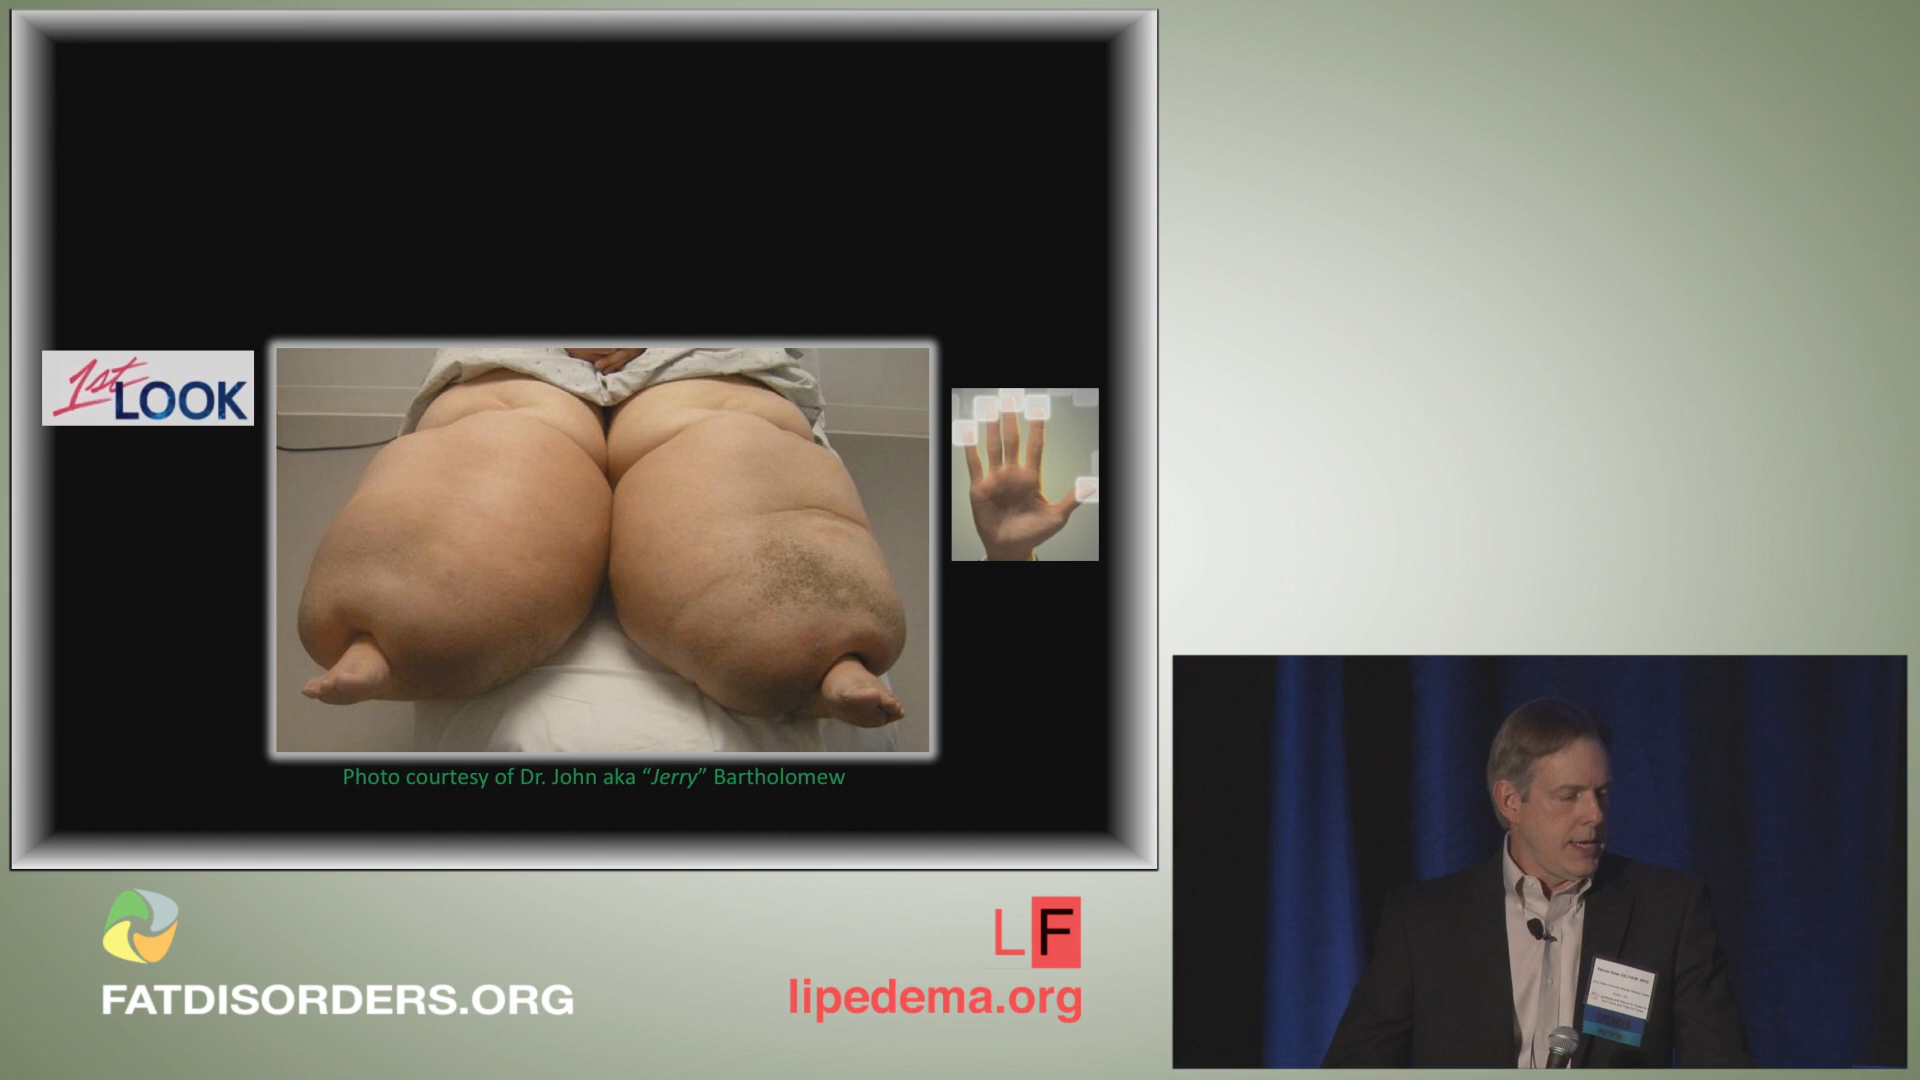 1st
LOOK
Photo courtesy of Dr. John aka “Jerry” Bartholomew
FATDISORDERS.ORG
LF
lipedema.org